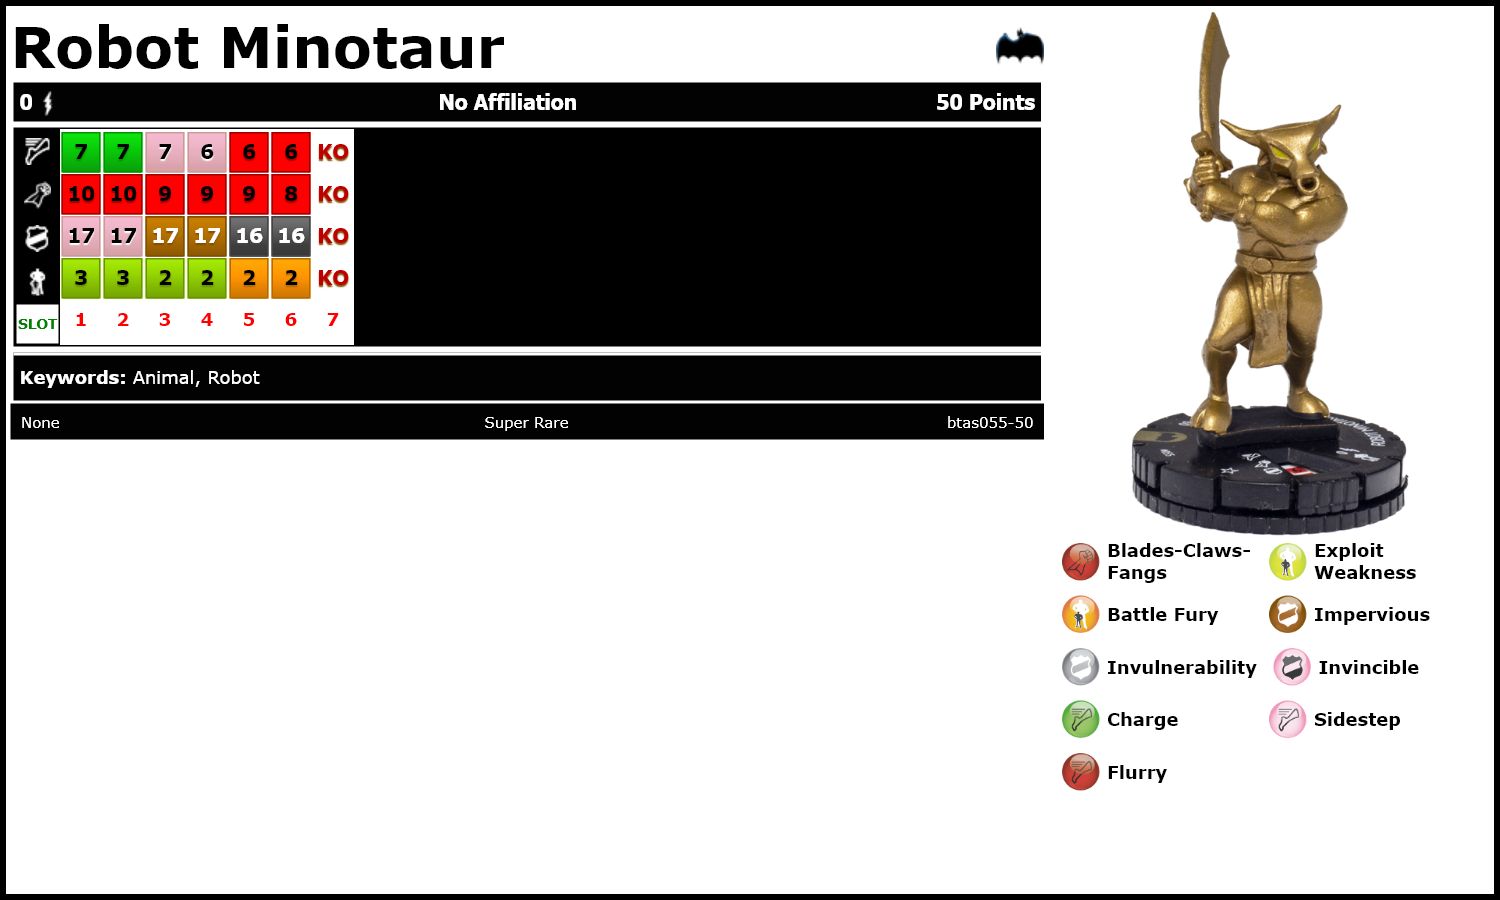 Robot Minotaur
0 No Affiliation 50 Points
7 7 7 6 6 6 KO
10 10 9 9 9 8 KO
17 17 17 17 16 16 KO
3 3 2 2 2 2 KO
SLOT 1 2 3 4 5 6 7
Keywords: Animal, Robot
None Super Rare btas055-50
Blades-Claws-
Fangs
Exploit
Weakness
Battle Fury
Impervious
Invulnerability
Invincible
Charge
Sidestep
Flurry